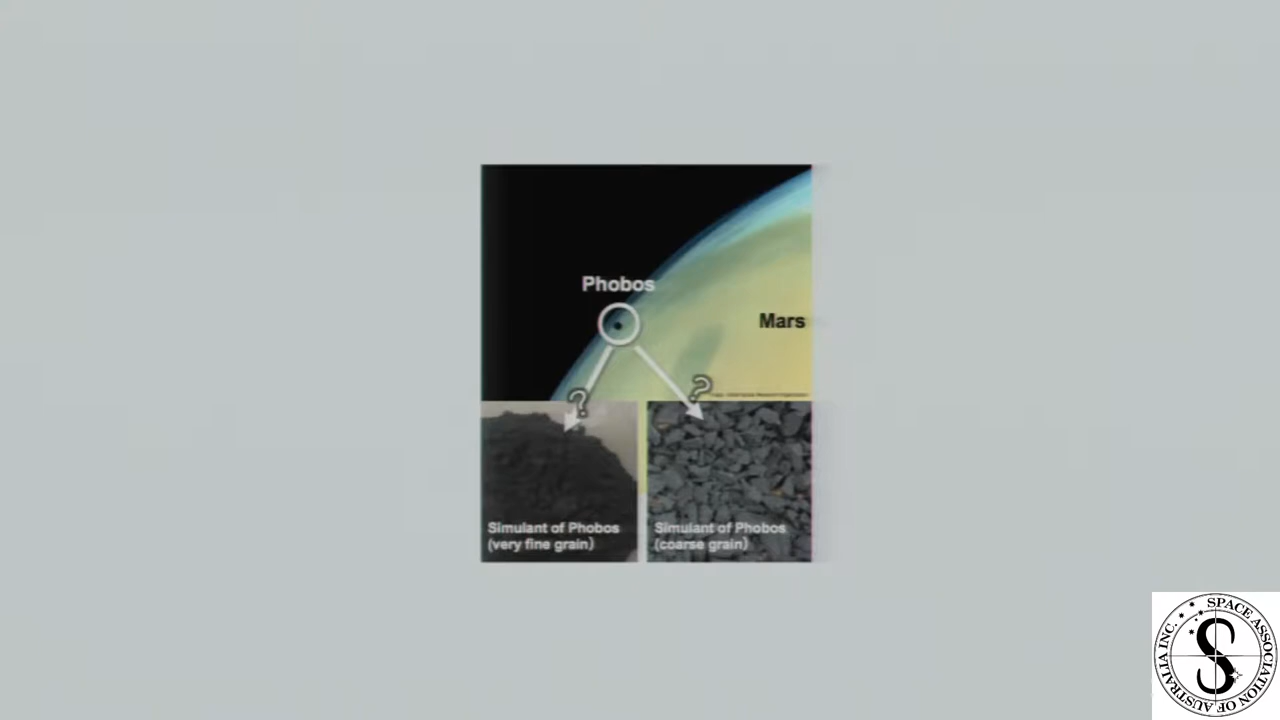 Phobos
Mars
?
?
Simulant of Phobos
(very fine grain)
Simulant of Phobos
(coarse grain)
SPACE ASSOCIATION OF AUSTRALIA INC.
S